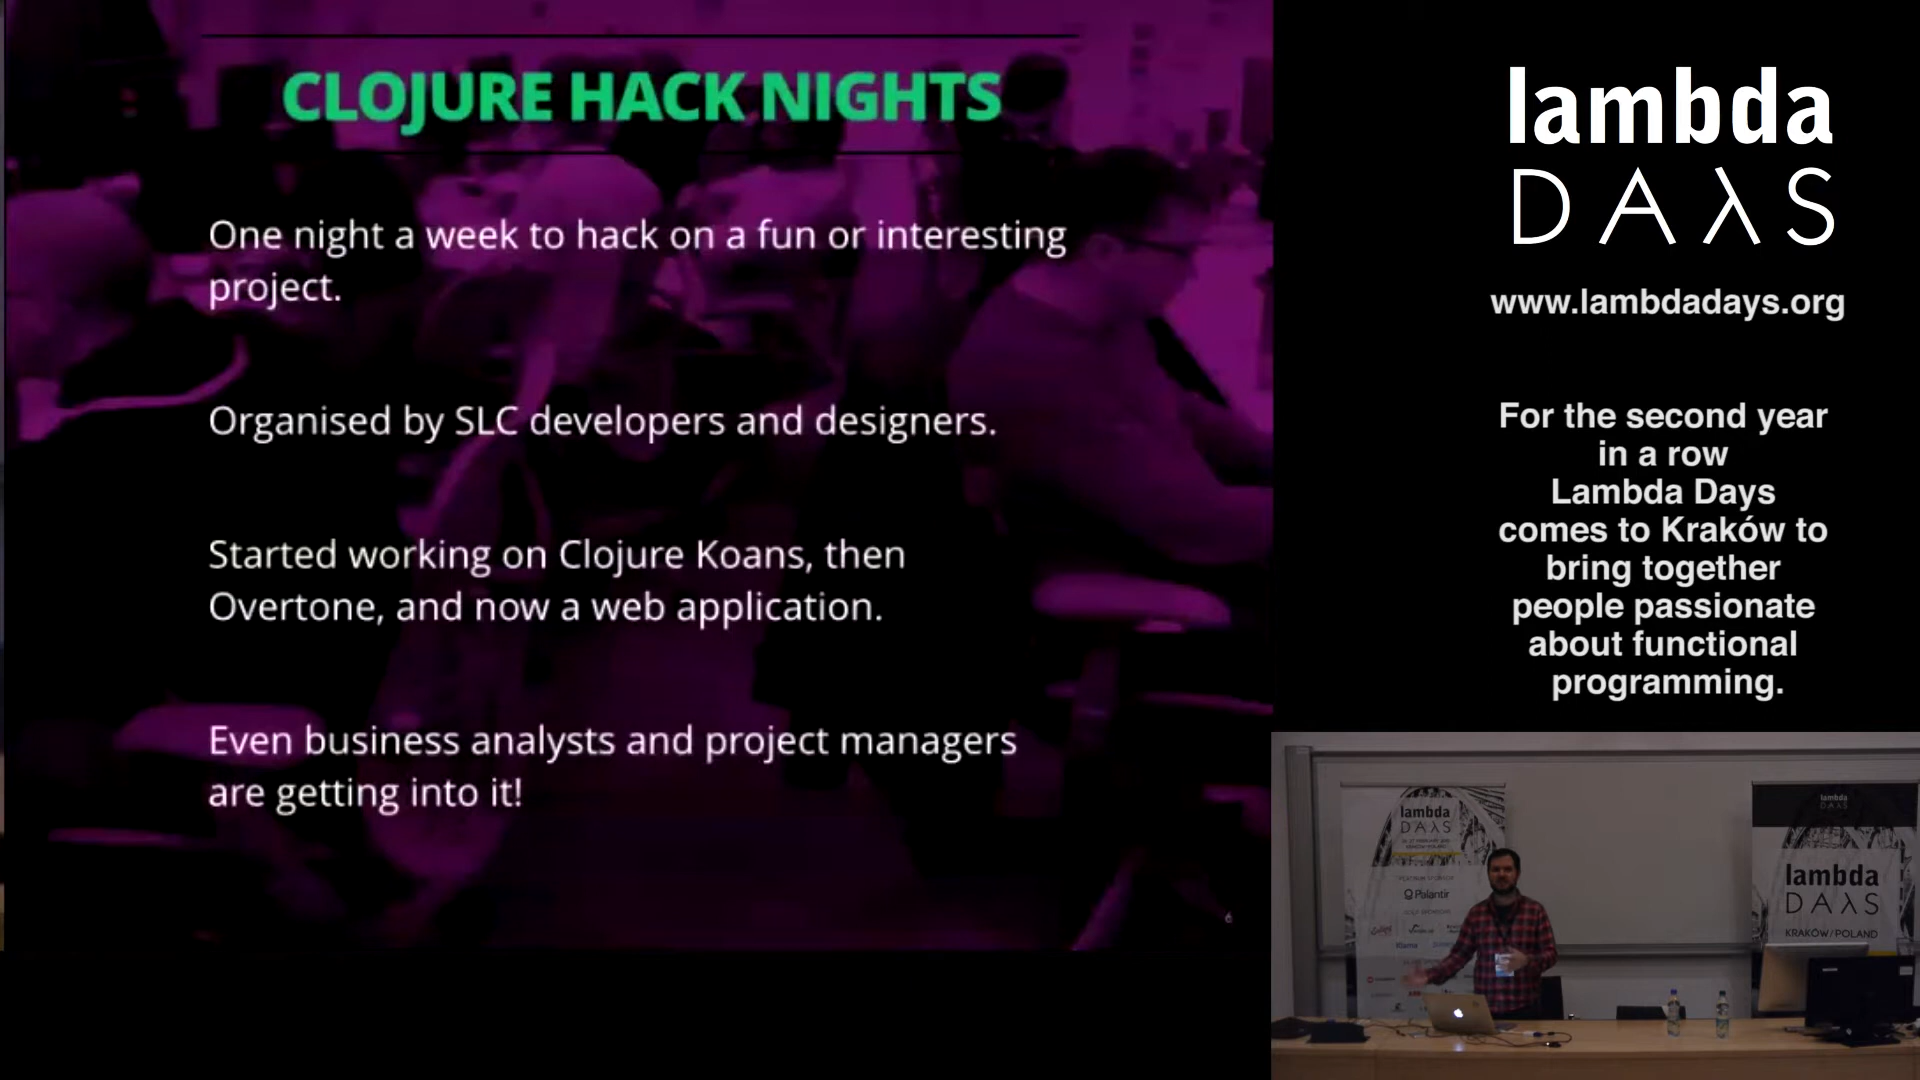 CLOJURE HACK NIGHTS
One night a week to hack on a fun or interesting
project.
Organised by SLC developers and designers.
Started working on Clojure Koans, then
Overtone, and now a web application.
Even business analysts and project managers
are getting into it!
6
lambda
DAλS
www.lambdadays.org
For the second year
in a row
Lambda Days
comes to Kraków to
bring together
people passionate
about functional
programming.
lambda
DAλS
Palantir
lambda
DAλS
lambda
DAλS
KRAKÓW/POLAND